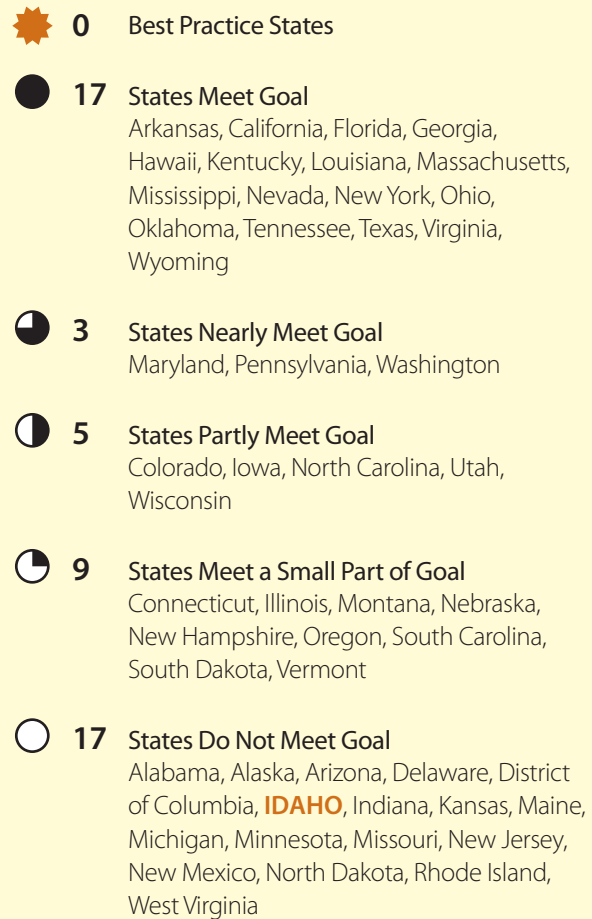 0 Best Practice States
17 States Meet Goal
Arkansas, California, Florida, Georgia,
Hawaii, Kentucky, Louisiana, Massachusetts,
Mississippi, Nevada, New York, Ohio,
Oklahoma, Tennessee, Texas, Virginia,
Wyoming
3 States Nearly Meet Goal
Maryland, Pennsylvania, Washington
5 States Partly Meet Goal
Colorado, Iowa, North Carolina, Utah,
Wisconsin
9 States Meet a Small Part of Goal
Connecticut, Illinois, Montana, Nebraska,
New Hampshire, Oregon, South Carolina,
South Dakota, Vermont
17 States Do Not Meet Goal
Alabama, Alaska, Arizona, Delaware, District
of Columbia, IDAHO, Indiana, Kansas, Maine,
Michigan, Minnesota, Missouri, New Jersey,
New Mexico, North Dakota, Rhode Island,
West Virginia